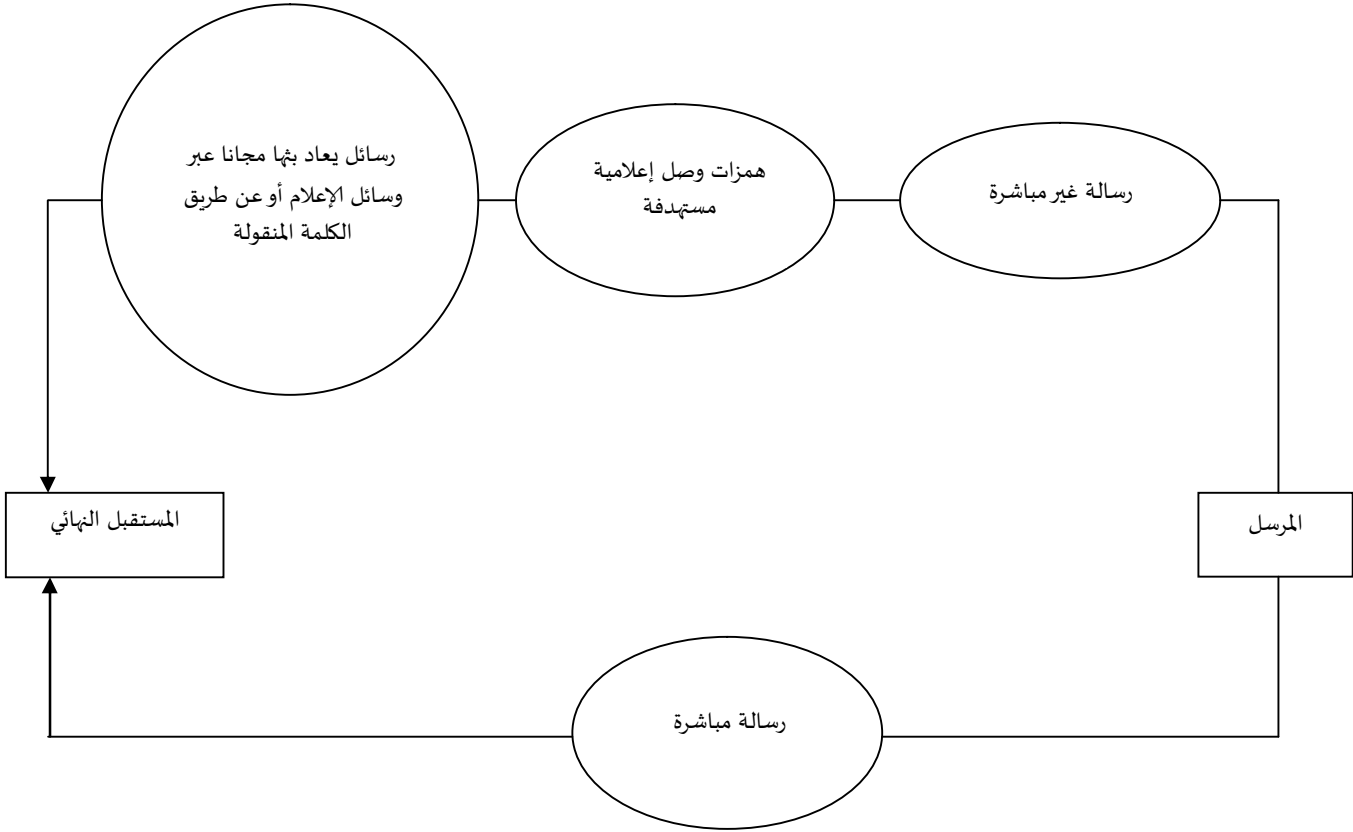 رسالة غير مباشرة
همزات وصل إعلامية
مستهدفة
رسائل يعاد بثها مجانا عبر
وسائل الإعلام أو عن طريق
الكلمة المنقولة
المرسل
المستقبل النهائي
رسالة مباشرة